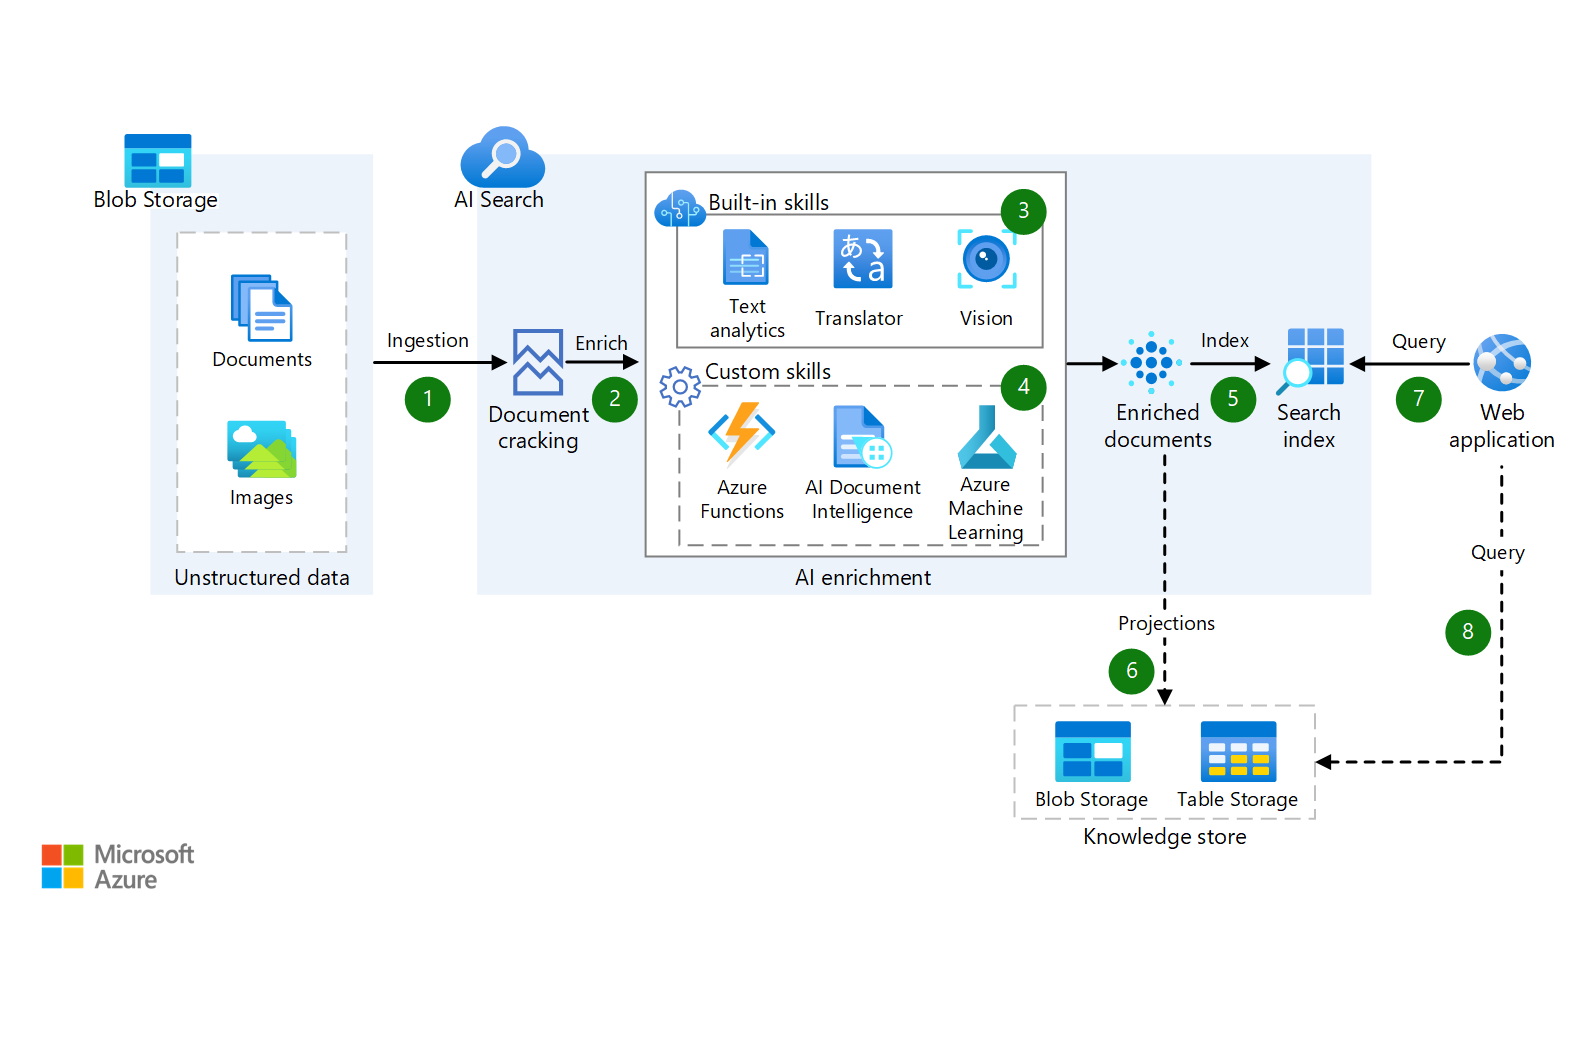 Blob Storage
Documents
Images
Unstructured data
Ingestion
1
AI Search
Document
cracking
Enrich
2
Built-in skills
3
Text
analytics
Translator
Vision
Custom skills
4
Azure
Functions
AI Document
Intelligence
Azure
Machine
Learning
AI enrichment
Enriched
documents
Index
5
Search
index
Query
7
Web
application
Query
8
Projections
6
Blob Storage
Table Storage
Knowledge store
Microsoft
Azure
あ
a